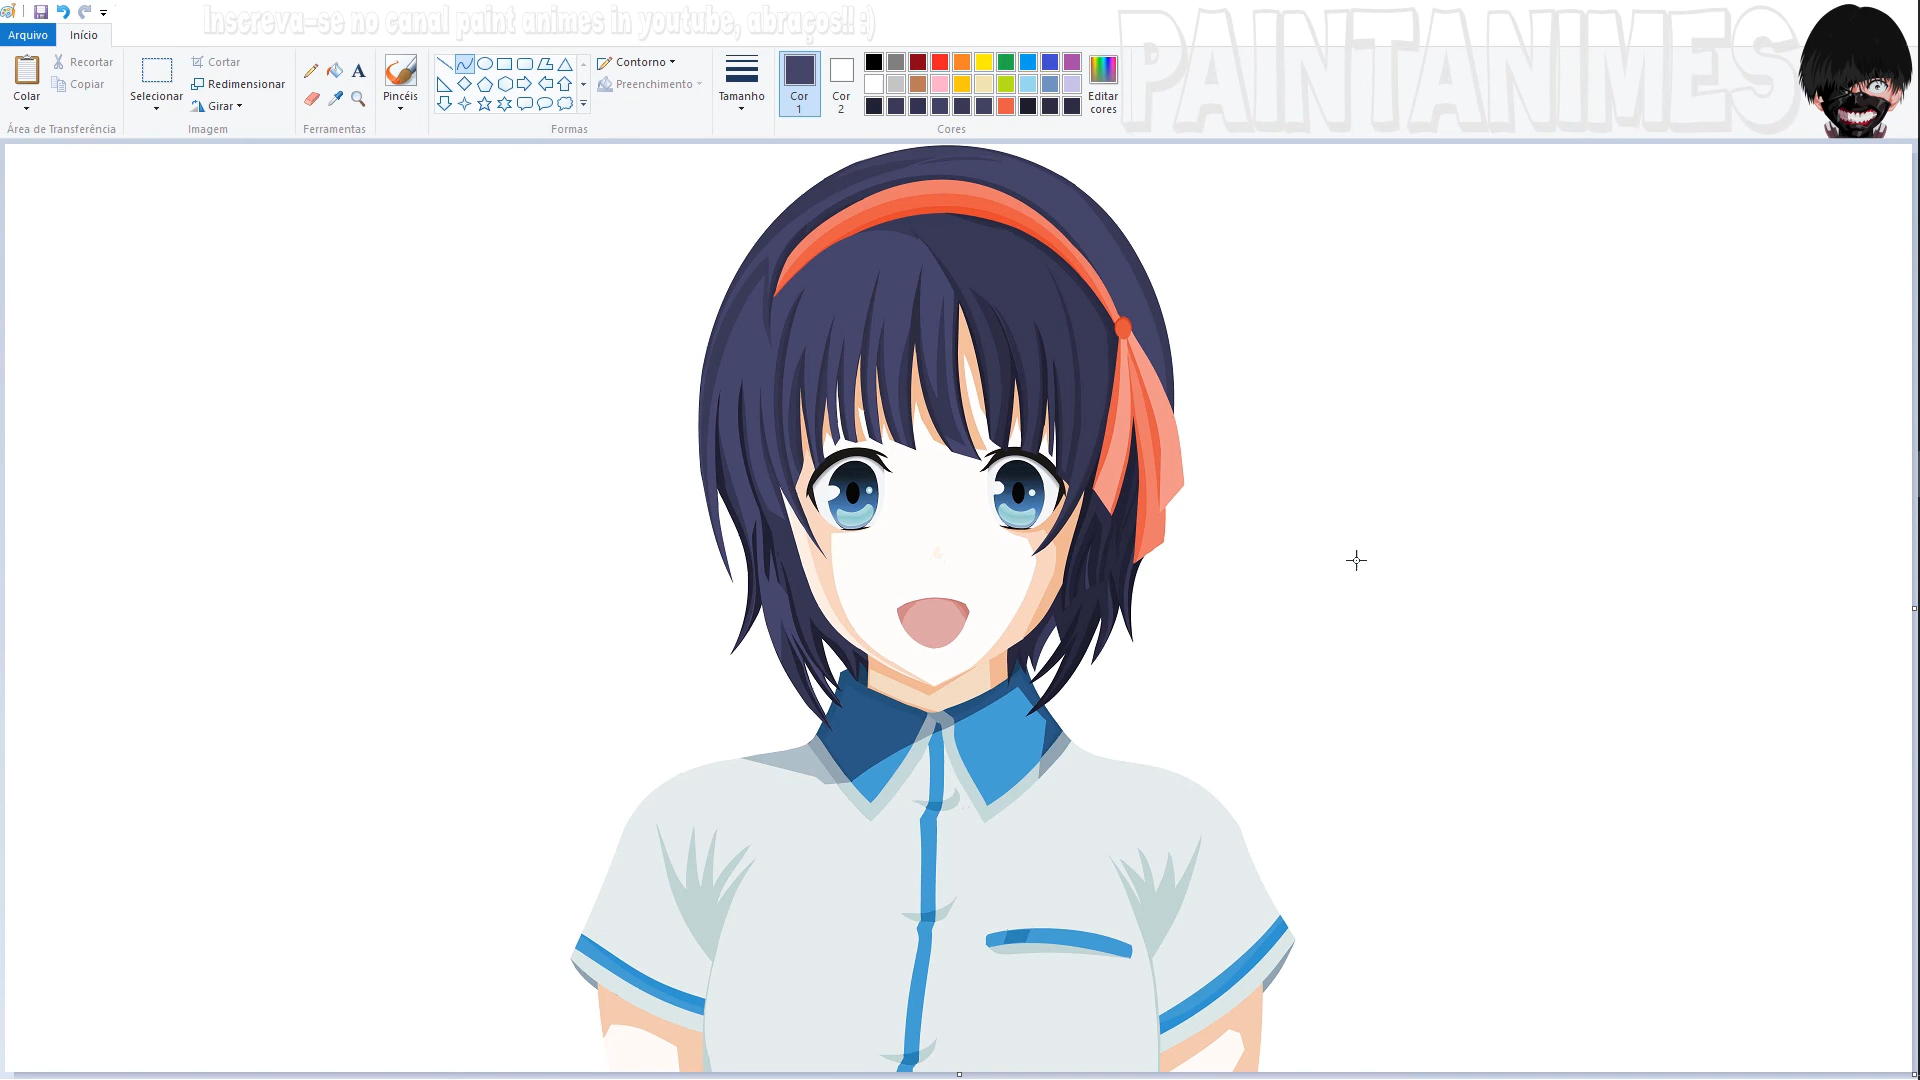 Inscreva-se no canal paint animes in youtube, abraços!! :)
PAINTANIMES
Arquivo
Início
Colar
Recortar
Copiar
Área de Transferência
Selecionar
Cortar
Redimensionar
Girar
Imagem
A
Ferramentas
Pincéis
Formas
Contorno
Preenchimento
Tamanho
Cor
1
Cor
2
Cores
Editar
cores